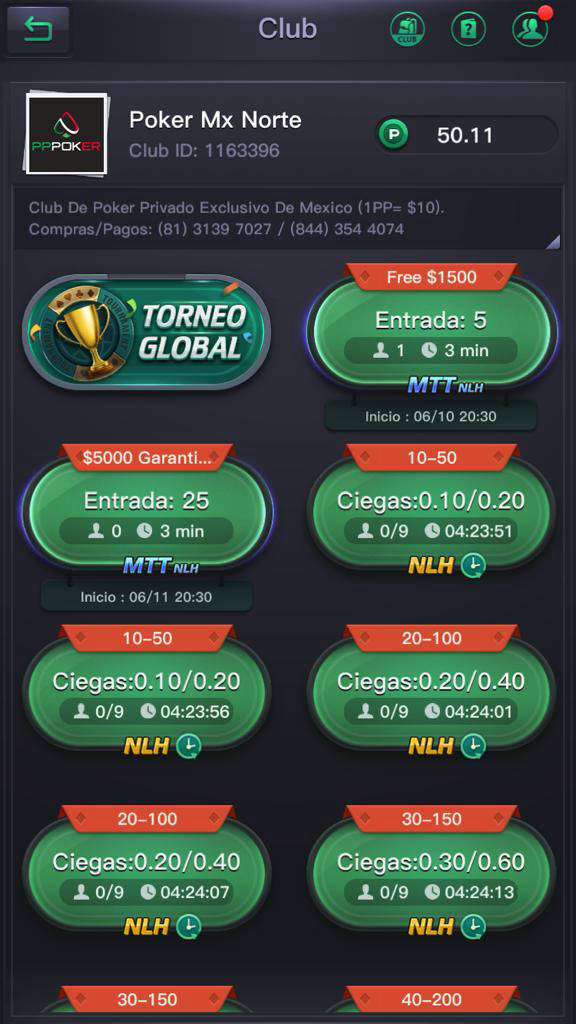 Club
CLUB
Poker Mx Norte
PPPOKER
Club ID: 1163396
P 50.11
Club De Poker Privado Exclusivo De Mexico (1PP= $10).
Compras/Pagos: (81) 3139 7027 / (844) 354 4074
TOURNAMENT
TORNEO
GLOBAL
Free $1500
Entrada: 5
1 3 min
MTT NLH
Inicio : 06/10 20:30
$5000 Garanti...
Entrada: 25
0 3 min
MTT NLH
Inicio : 06/11 20:30
10-50
Ciegas:0.10/0.20
0/9 04:23:51
NLH
10-50
Ciegas:0.10/0.20
0/9 04:23:56
NLH
20-100
Ciegas:0.20/0.40
0/9 04:24:01
NLH
20-100
Ciegas:0.20/0.40
0/9 04:24:07
NLH
30-150
Ciegas:0.30/0.60
0/9 04:24:13
NLH
30-150
40-200